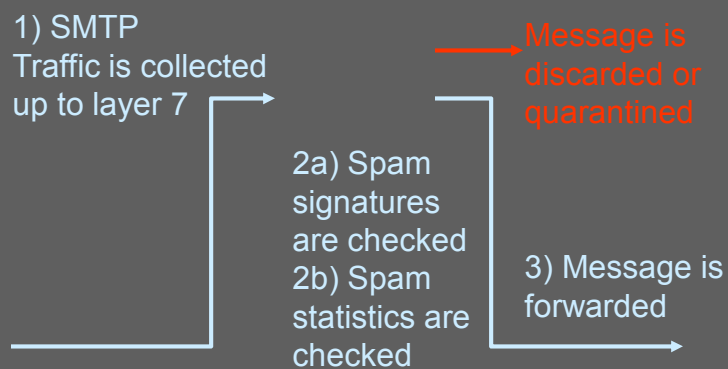 1) SMTP
Traffic is collected
up to layer 7
Message is
discarded or
quarantined
2a) Spam
signatures
are checked
2b) Spam
statistics are
checked
3) Message is
forwarded